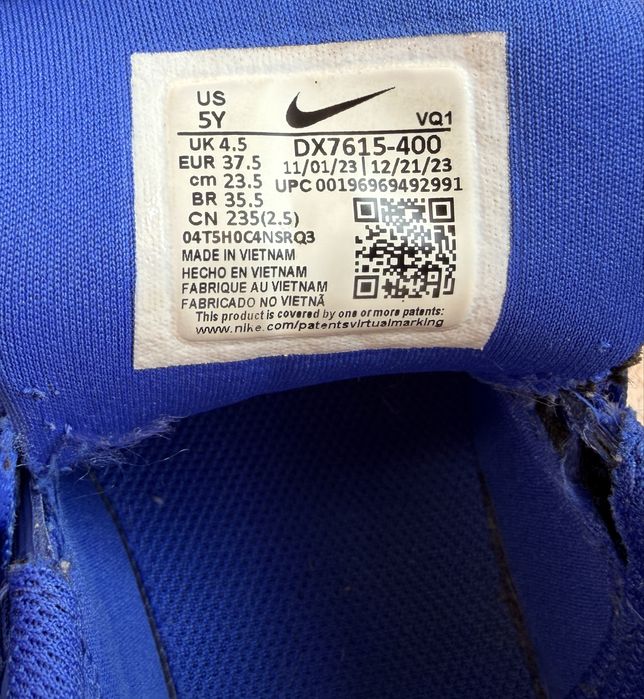 US
5Y
VQ1
UK 4.5
DX7615-400
EUR 37.5
11/01/23 | 12/21/23
cm 23.5
UPC 00196969492991
BR 35.5
CN 235(2.5)
04T5H0C4NSRQ3
MADE IN VIETNAM
HECHO EN VIETNAM
FABRIQUE AU VIETNAM
FABRICADO NO VIETNÃ
This product is covered by one or more patents:
www.nike.com/patentsvirtualmarking